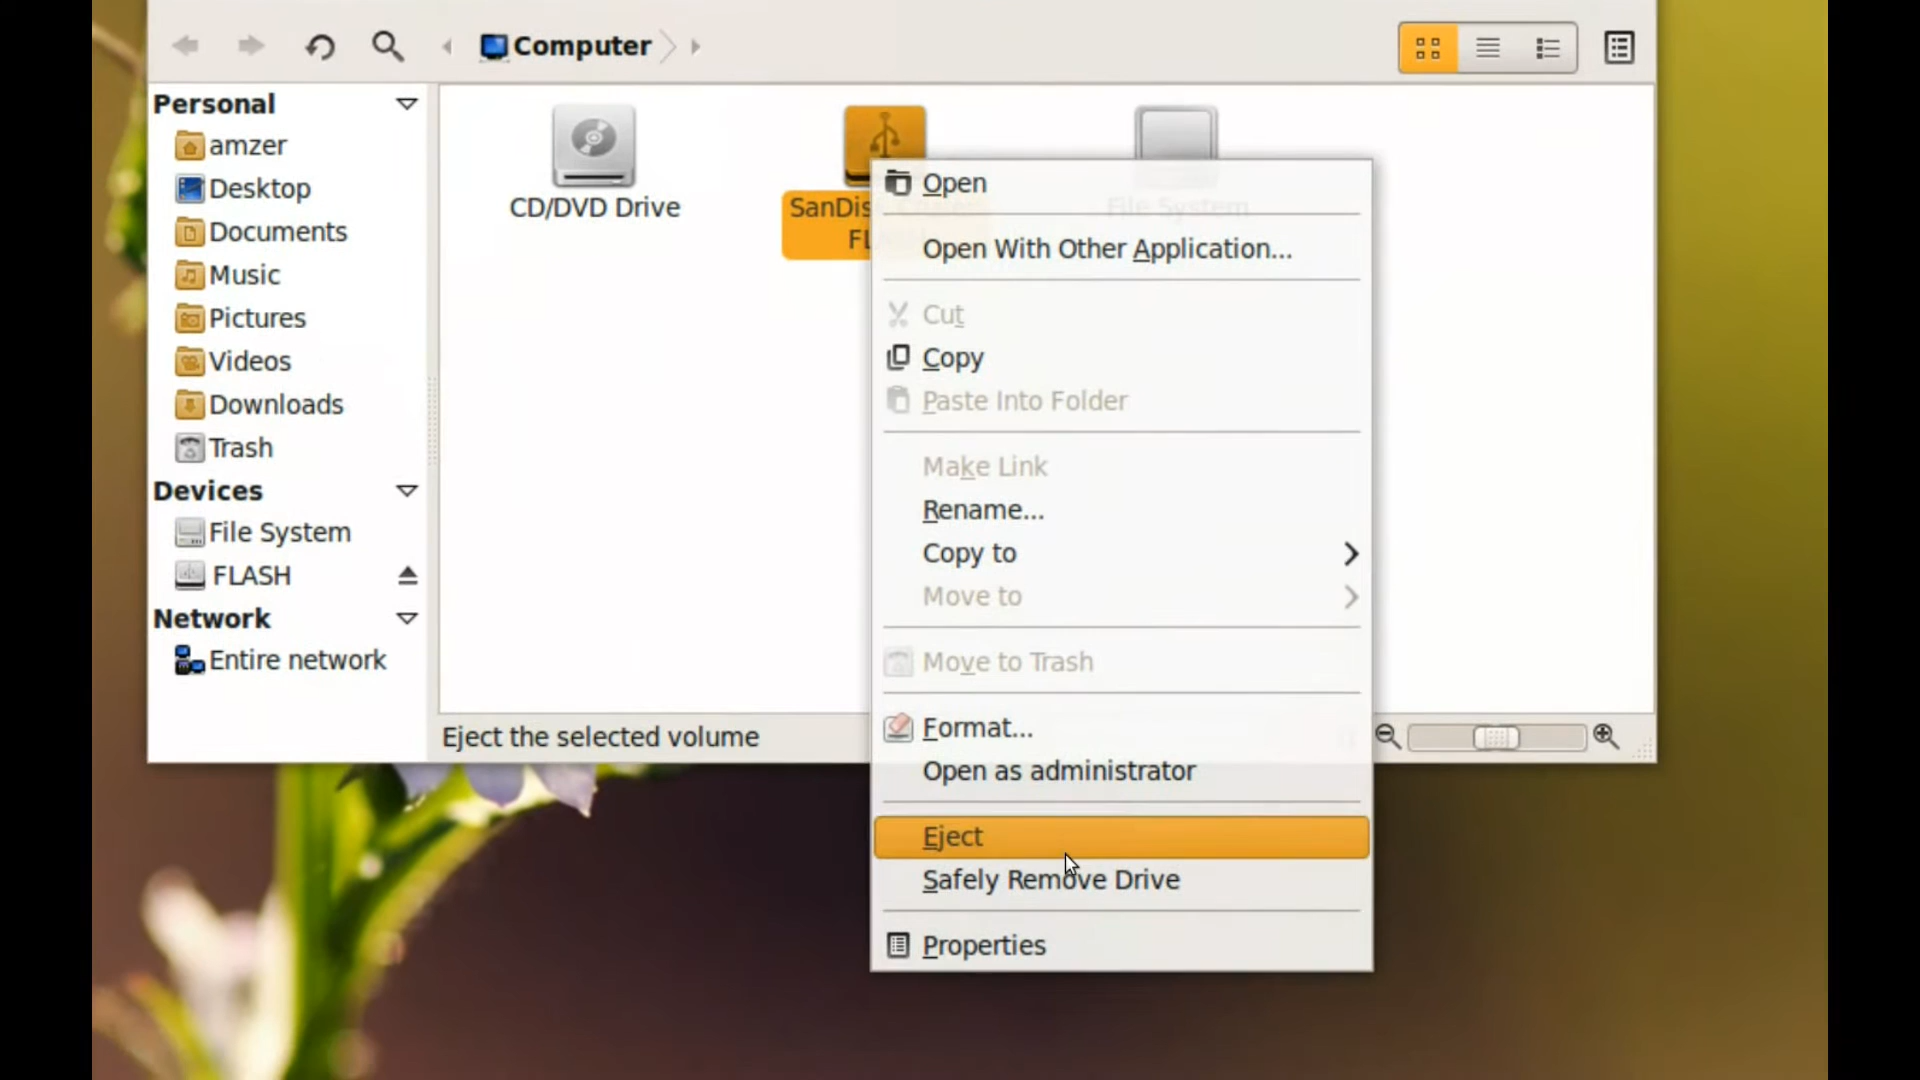 Computer
Personal
amzer
Desktop
Documents
Music
Pictures
Videos
Downloads
Trash
Devices
File System
FLASH
Network
Entire network
CD/DVD Drive
File System
Open
Open With Other Application...
Cut
Copy
Paste Into Folder
Make Link
Rename...
Copy to
Move to
Move to Trash
Format...
Open as administrator
Eject
Safely Remove Drive
Properties
Eject the selected volume